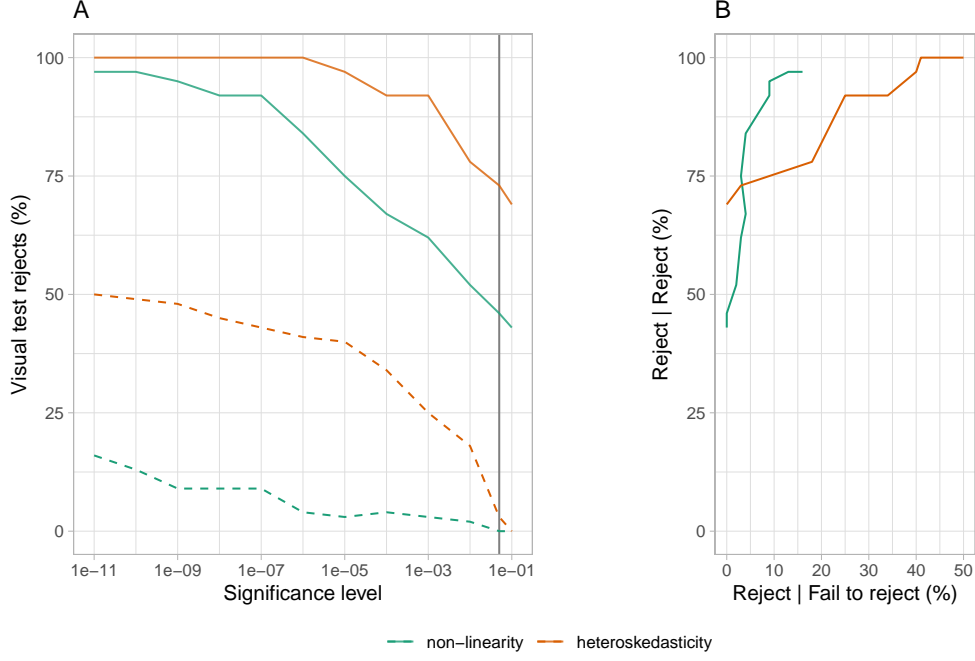 A
Visual test rejects (%)
100
75
50
25
0
1e−11
1e−09
1e−07
1e−05
1e−03
1e−01
Significance level
B
Reject | Reject (%)
100
75
50
25
0
0
10
20
30
40
50
Reject | Fail to reject (%)
non−linearity
heteroskedasticity